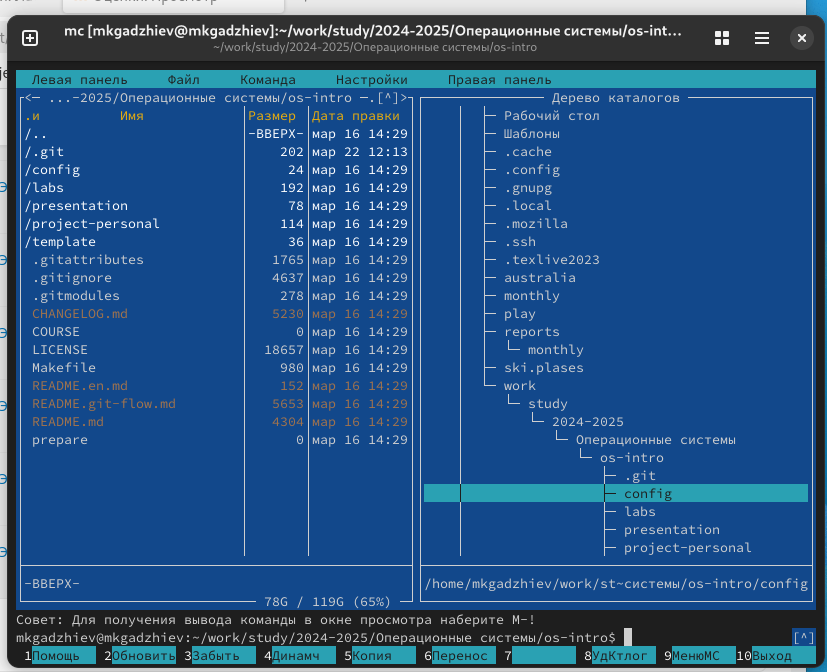 mc [mkgadzhiev@mkgadzhiev]:~/work/study/2024-2025/Операционные системы/os-int...
~/work/study/2024-2025/Операционные системы/os-intro
Левая панель Файл Команда Настройки Правая панель
<— ...-2025/Операционные системы/os-intro —.[^]>
.и Имя Размер Дата правки
/.. -ВВЕРХ- мар 16 14:29
/.git 202 мар 22 12:13
/config 24 мар 16 14:29
/labs 192 мар 16 14:29
/presentation 78 мар 16 14:29
/project-personal 114 мар 16 14:29
/template 36 мар 16 14:29
.gitattributes 1765 мар 16 14:29
.gitignore 4637 мар 16 14:29
.gitmodules 278 мар 16 14:29
CHANGELOG.md 5230 мар 16 14:29
COURSE 0 мар 16 14:29
LICENSE 18657 мар 16 14:29
Makefile 980 мар 16 14:29
README.en.md 152 мар 16 14:29
README.git-flow.md 5653 мар 16 14:29
README.md 4304 мар 16 14:29
prepare 0 мар 16 14:29
-ВВЕРХ-
78G / 119G (65%)
Дерево каталогов
Рабочий стол
Шаблоны
.cache
.config
.gnupg
.local
.mozilla
.ssh
.texlive2023
australia
monthly
play
reports
monthly
ski.plases
work
study
2024-2025
Операционные системы
os-intro
.git
config
labs
presentation
project-personal
/home/mkgadzhiev/work/st~системы/os-intro/config
Совет: Для получения вывода команды в окне просмотра наберите M-!
mkgadzhiev@mkgadzhiev:~/work/study/2024-2025/Операционные системы/os-intro$ [^]
1Помощь 2Обновить 3Забыть 4Динамч 5Копия 6Перенос 7 8УдКтлог 9МенюМС 10Выход